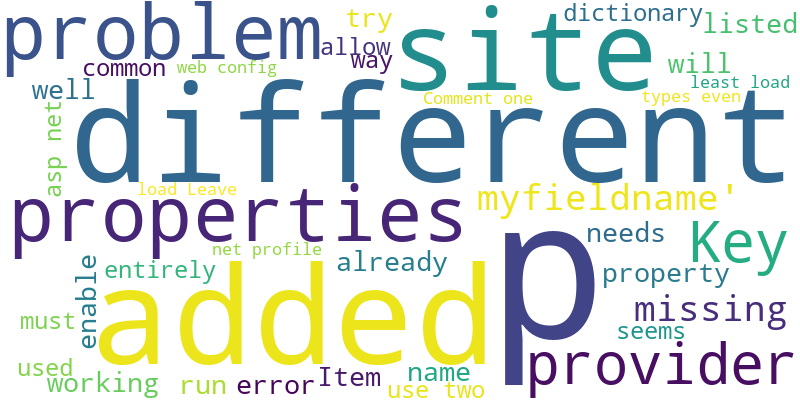 problem
try
site
dictionary
listed
allow
common
web config
way
will
well
Comment one
types even
least load
different
asp net
load Leave
properties
myfieldname'
p
needs
Key
net profile
already
entirely
enable
property
added
missing
must
seems
provider
used
working
run
error
Item
name
use two